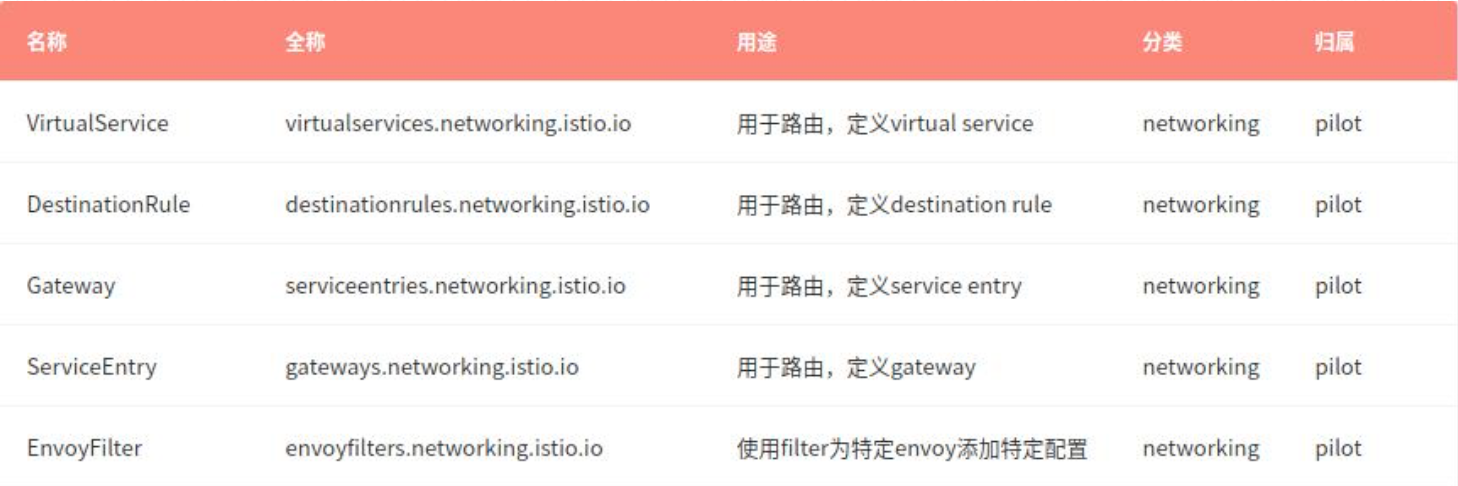 名称 全称 用途 分类 归属
VirtualService virtualservices.networking.istio.io 用于路由，定义virtual service networking pilot
DestinationRule destinationrules.networking.istio.io 用于路由，定义destination rule networking pilot
Gateway serviceentries.networking.istio.io 用于路由，定义service entry networking pilot
ServiceEntry gateways.networking.istio.io 用于路由，定义gateway networking pilot
EnvoyFilter envoyfilters.networking.istio.io 使用filter为特定envoy添加特定配置 networking pilot